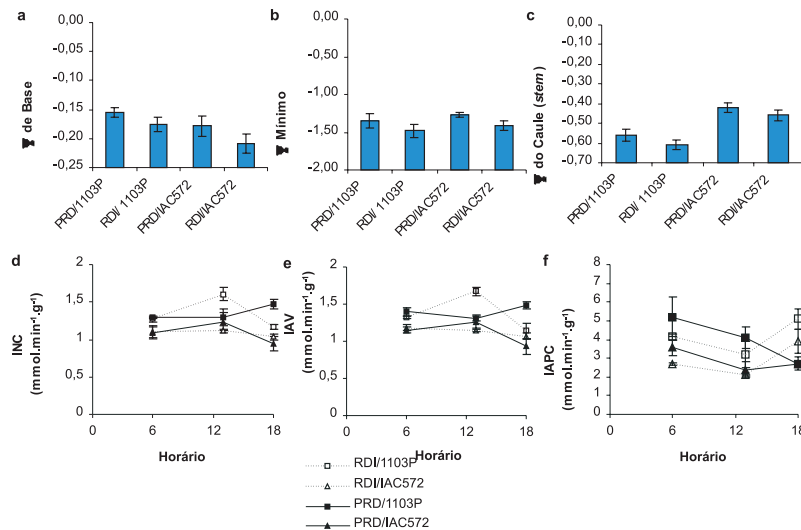 a
0,00
-0,05
-0,10
-0,15
-0,20
-0,25
de Base
PRD/1103P
RDI/ 1103P
PRD/IAC572
RDI/IAC572
b
0,00
-0,50
-1,00
-1,50
-2,00
Mínimo
PRD/1103P
RDI/ 1103P
PRD/IAC572
RDI/IAC572
c
0,00
-0,10
-0,20
-0,30
-0,40
-0,50
-0,60
-0,70
do Caule (stem)
PRD/1103P
RDI/ 1103P
PRD/IAC572
RDI/IAC572
d
2
1,5
1
0,5
0
INC
(mmol.min-1.g-1)
0
6
12
18
Horário
e
2
1,5
1
0,5
0
IAV
(mmol.min-1.g-1)
0
6
12
18
Horário
f
8
7
6
5
4
3
2
1
0
IAPC
(mmol.min-1.g-1)
0
6
12
18
Horário
RDI/1103P
RDI/IAC572
PRD/1103P
PRD/IAC572